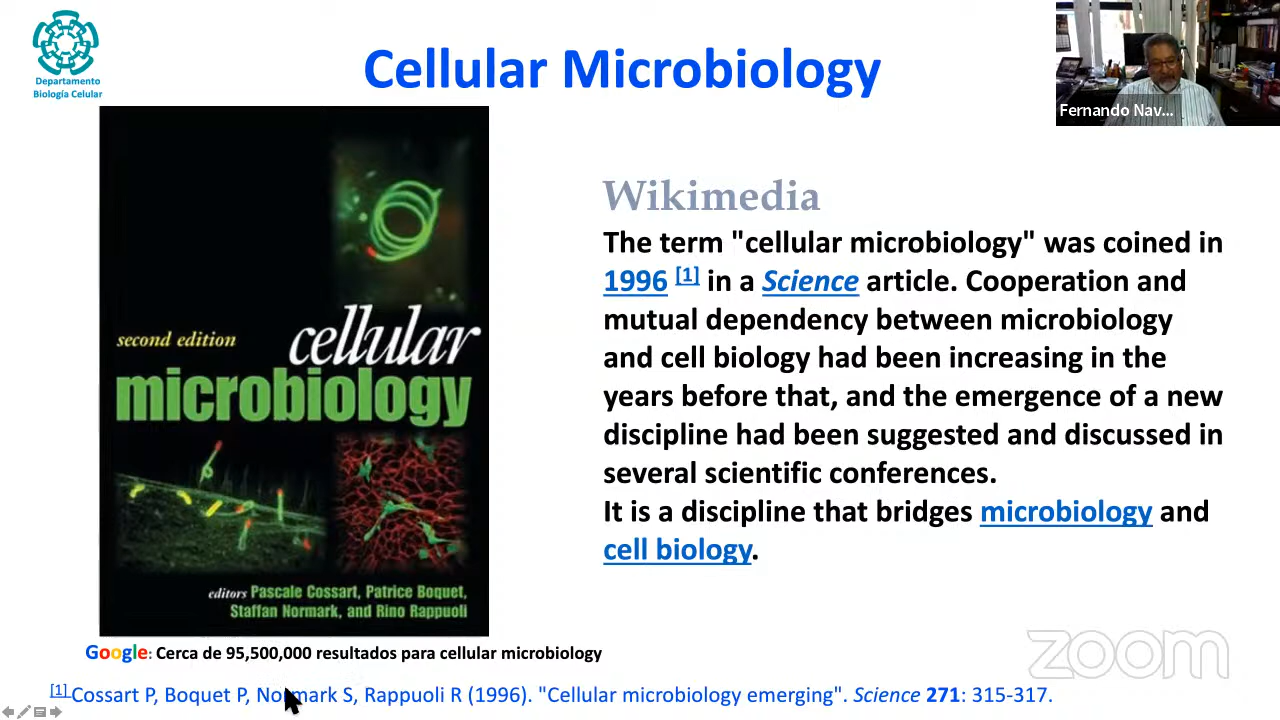 Departamento
Biología Celular
Cellular Microbiology
Fernando Nav...
second edition
cellular
microbiology
editors Pascale Cossart, Patrice Boquet,
Staffan Normark, and Rino Rappuoli
Wikimedia
The term "cellular microbiology" was coined in
1996 [1] in a Science article. Cooperation and
mutual dependency between microbiology
and cell biology had been increasing in the
years before that, and the emergence of a new
discipline had been suggested and discussed in
several scientific conferences.
It is a discipline that bridges microbiology and
cell biology.
Google: Cerca de 95,500,000 resultados para cellular microbiology
zoom
[1] Cossart P, Boquet P, Normark S, Rappuoli R (1996). "Cellular microbiology emerging". Science 271: 315-317.